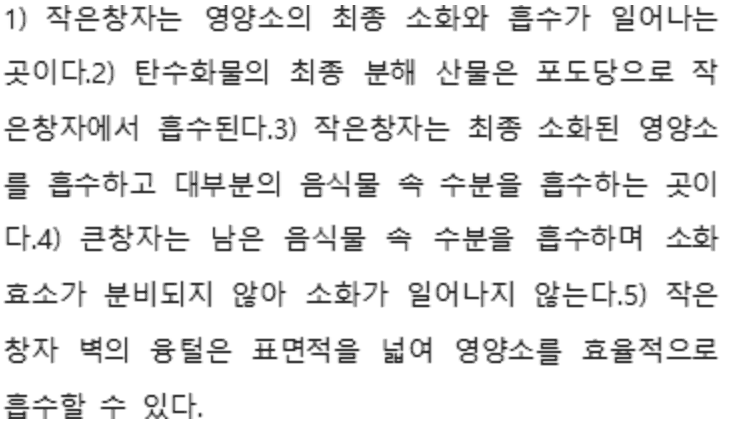 1) 작은창자는 영양소의 최종 소화와 흡수가 일어나는
곳이다.2) 탄수화물의 최종 분해 산물은 포도당으로 작
은창자에서 흡수된다.3) 작은창자는 최종 소화된 영양소
를 흡수하고 대부분의 음식물 속 수분을 흡수하는 곳이
다.4) 큰창자는 남은 음식물 속 수분을 흡수하며 소화
효소가 분비되지 않아 소화가 일어나지 않는다.5) 작은
창자 벽의 융털은 표면적을 넓여 영양소를 효율적으로
흡수할 수 있다.